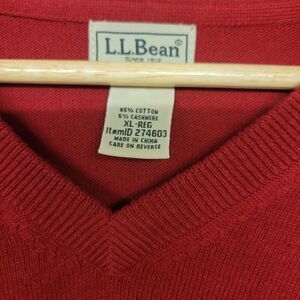 L.L.Bean®
SINCE 1912
95% COTTON
5% CASHMERE
XL-REG
ItemID 274603
MADE IN CHINA
CARE ON REVERSE